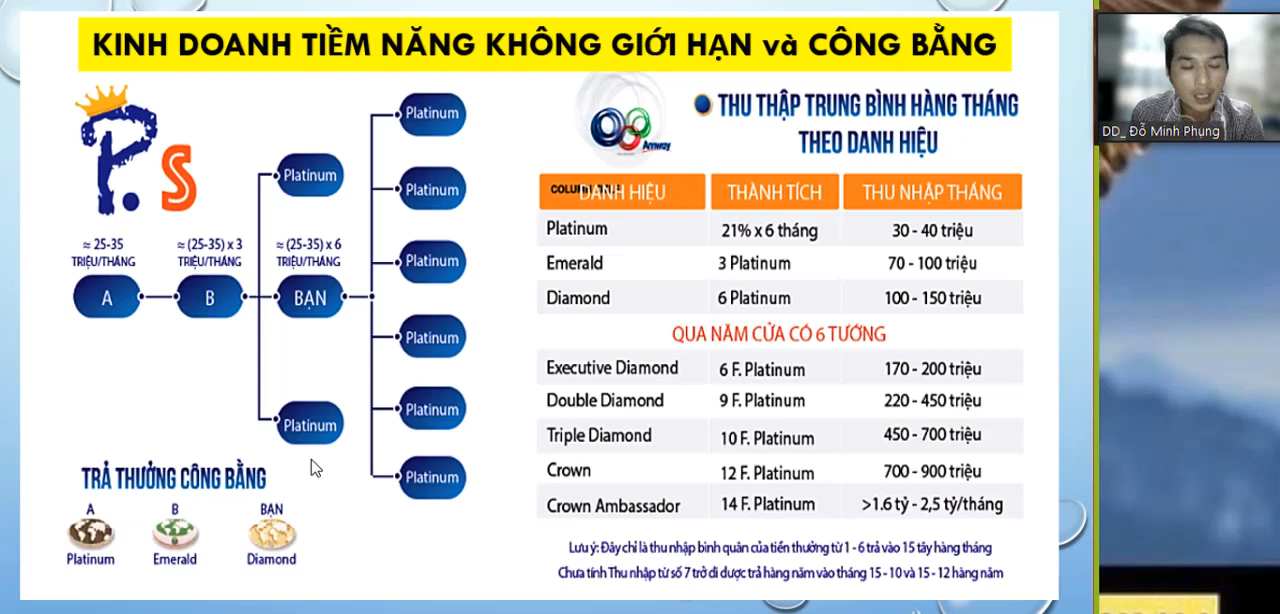 KINH DOANH TIỀM NĂNG KHÔNG GIỚI HẠN và CÔNG BẰNG
P.S
≈ 25-35
TRIỆU/THÁNG
≈ (25-35) x 3
TRIỆU/THÁNG
≈ (25-35) x 6
TRIỆU/THÁNG
A
B
BẠN
Platinum
Platinum
Platinum
Platinum
Platinum
Platinum
Platinum
Platinum
TRẢ THƯỞNG CÔNG BẰNG
A
B
BẠN
Platinum
Emerald
Diamond
Amway
THU THẬP TRUNG BÌNH HÀNG THÁNG
THEO DANH HIỆU
DANH HIỆU THÀNH TÍCH THU NHẬP THÁNG
Platinum 21% x 6 tháng 30 - 40 triệu
Emerald 3 Platinum 70 - 100 triệu
Diamond 6 Platinum 100 - 150 triệu
QUA NĂM CỬA CÓ 6 TƯỚNG
Executive Diamond 6 F. Platinum 170 - 200 triệu
Double Diamond 9 F. Platinum 220 - 450 triệu
Triple Diamond 10 F. Platinum 450 - 700 triệu
Crown 12 F. Platinum 700 - 900 triệu
Crown Ambassador 14 F. Platinum >1.6 tỷ - 2,5 tỷ/tháng
Lưu ý: Đây chỉ là thu nhập bình quân của tiền thưởng từ 1 - 6 trả vào 15 tây hàng tháng
Chưa tính Thu nhập từ số 7 trở đi được trả hàng năm vào tháng 15 - 10 và 15 - 12 hàng năm
DD_ Đỗ Minh Phụng